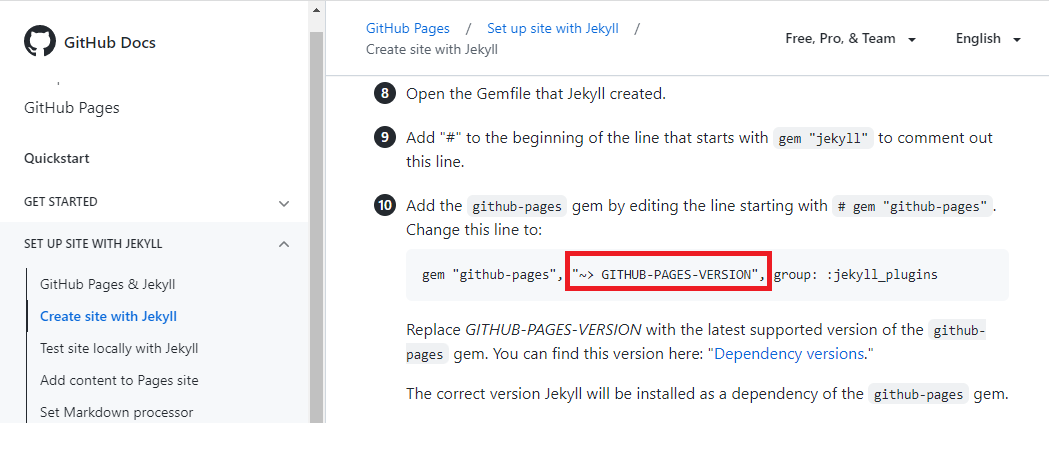 GitHub Docs
GitHub Pages
Quickstart
GET STARTED
SET UP SITE WITH JEKYLL
GitHub Pages & Jekyll
Create site with Jekyll
Test site locally with Jekyll
Add content to Pages site
Set Markdown processor
GitHub Pages / Set up site with Jekyll /
Create site with Jekyll
Free, Pro, & Team
English
8 Open the Gemfile that Jekyll created.
9 Add "#" to the beginning of the line that starts with gem "jekyll" to comment out
this line.
10 Add the github-pages gem by editing the line starting with # gem "github-pages".
Change this line to:
gem "github-pages", "~> GITHUB-PAGES-VERSION", group: :jekyll_plugins
Replace GITHUB-PAGES-VERSION with the latest supported version of the github-
pages gem. You can find this version here: "Dependency versions."
The correct version Jekyll will be installed as a dependency of the github-pages gem.